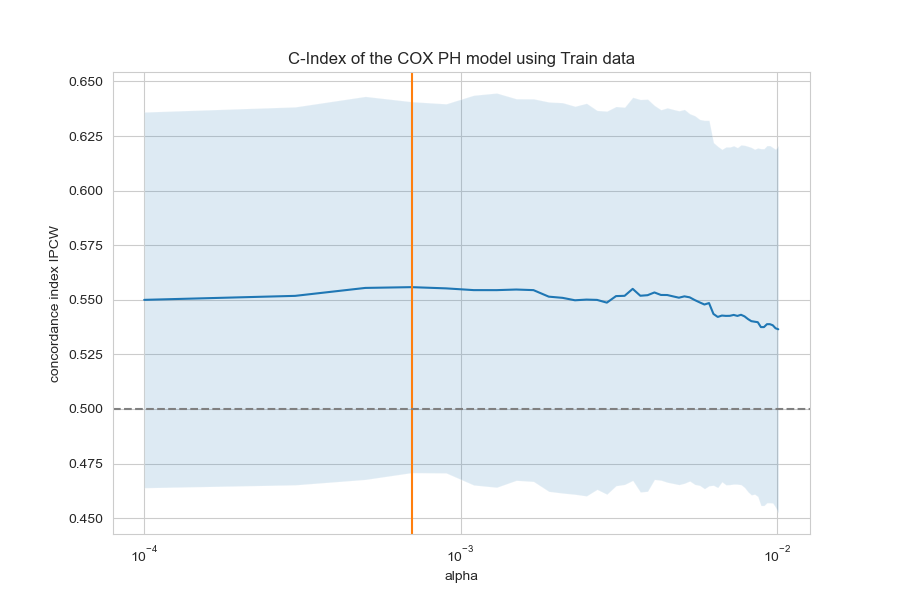 C-Index of the COX PH model using Train data
concordance index IPCW
0.650
0.625
0.600
0.575
0.550
0.525
0.500
0.475
0.450
10⁻⁴ 10⁻³ 10⁻²
alpha